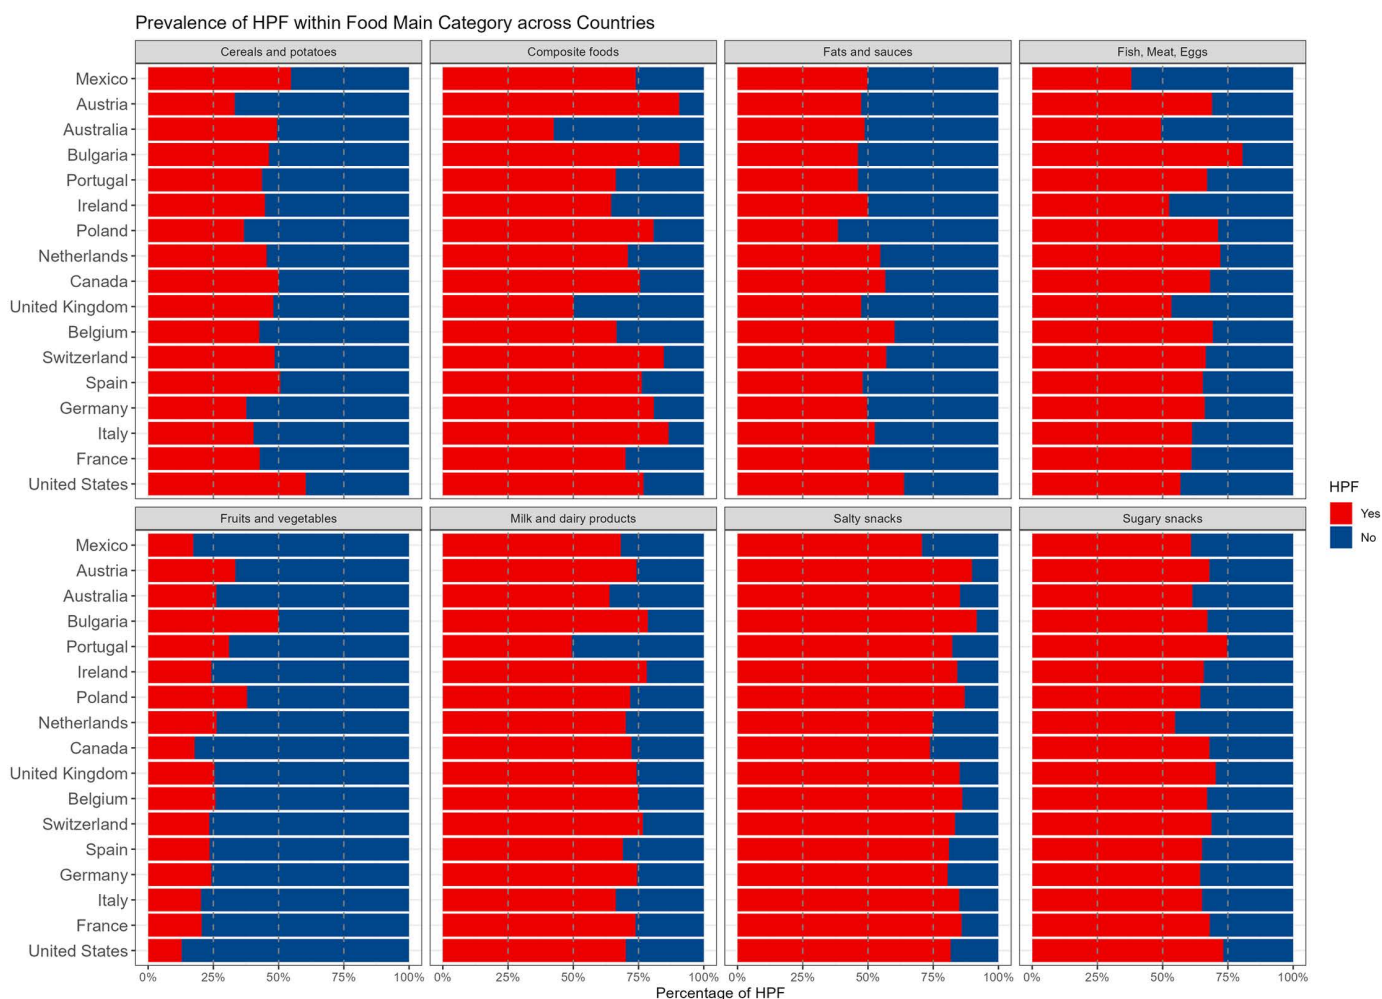 Prevalence of HPF within Food Main Category across Countries
Cereals and potatoes
Composite foods
Fats and sauces
Fish, Meat, Eggs
Mexico
Austria
Australia
Bulgaria
Portugal
Ireland
Poland
Netherlands
Canada
United Kingdom
Belgium
Switzerland
Spain
Germany
Italy
France
United States
HPF
Yes
No
Fruits and vegetables
Milk and dairy products
Salty snacks
Sugary snacks
Mexico
Austria
Australia
Bulgaria
Portugal
Ireland
Poland
Netherlands
Canada
United Kingdom
Belgium
Switzerland
Spain
Germany
Italy
France
United States
0% 25% 50% 75% 100% 0% 25% 50% 75% 100% 0% 25% 50% 75% 100% 0% 25% 50% 75% 100%
Percentage of HPF